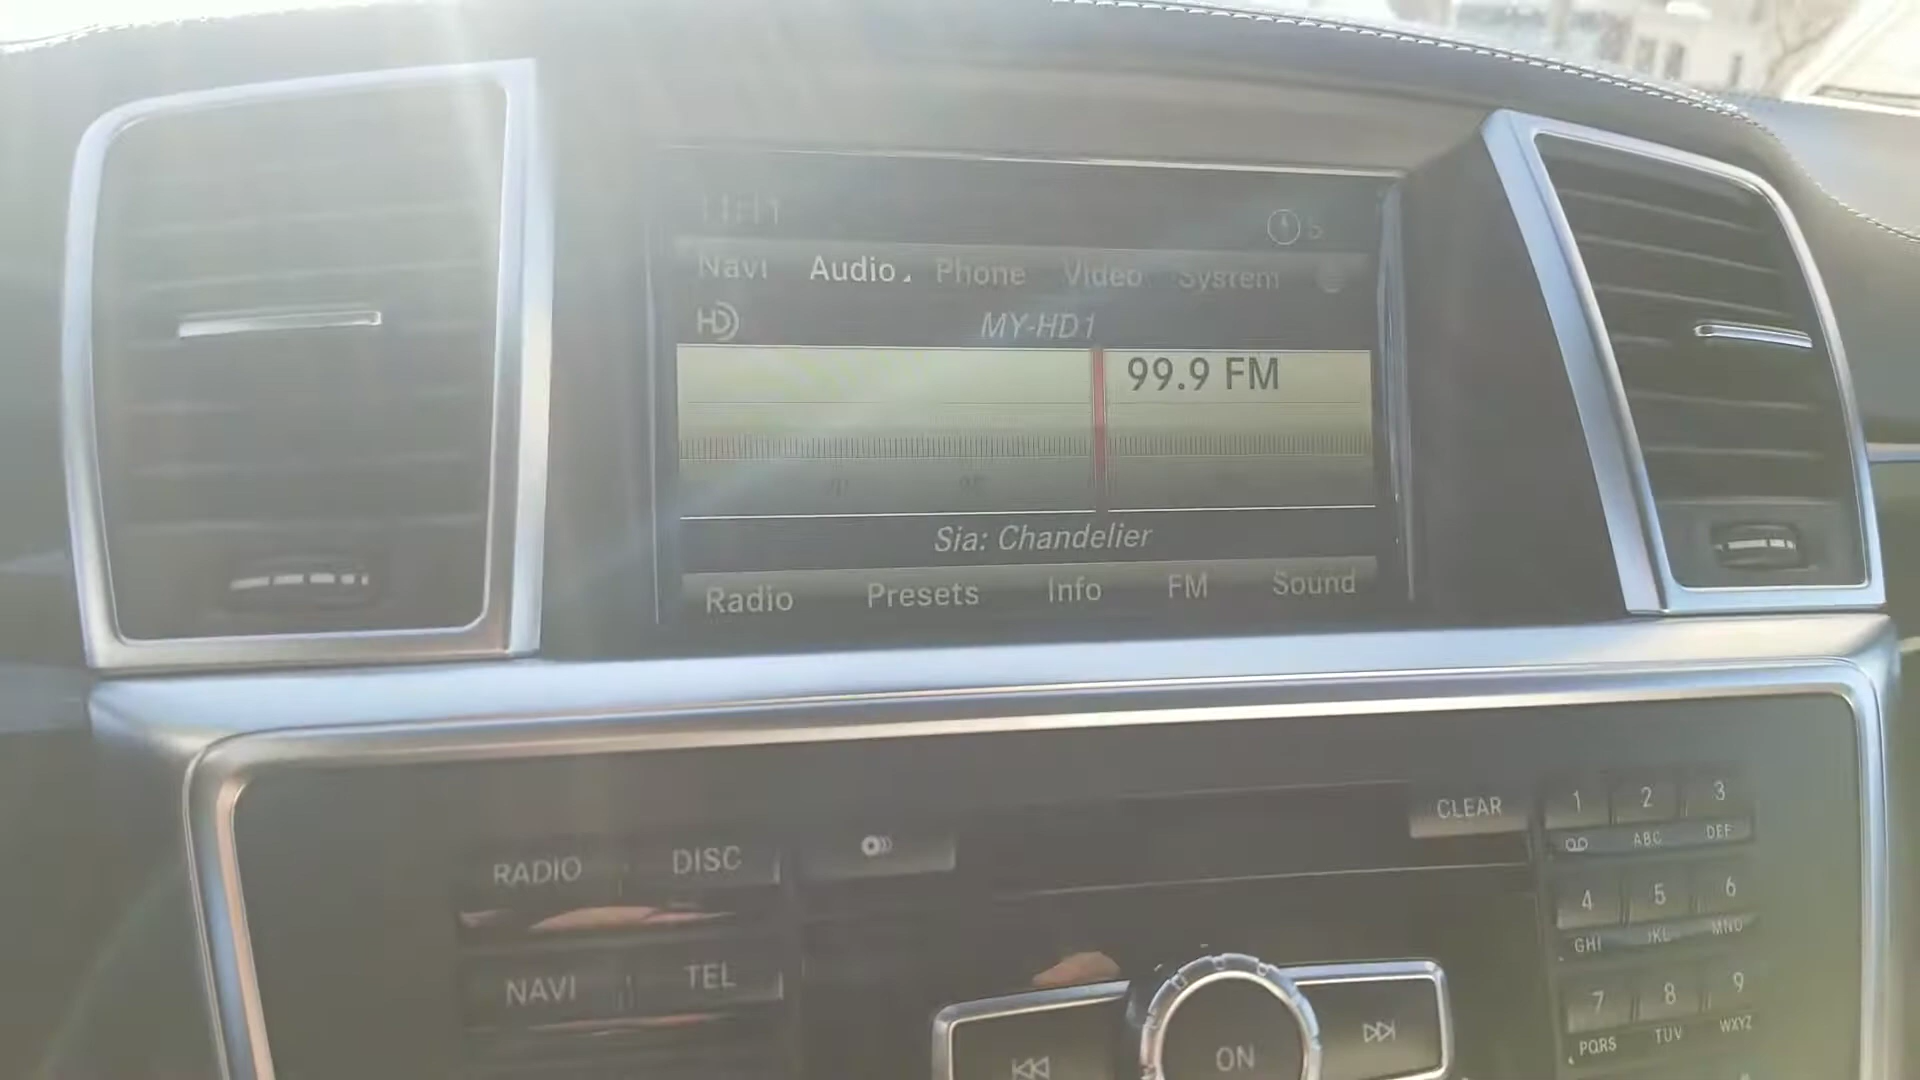 Navi Audio Phone Video System
HD MY-HD1
99.9 FM
Sia: Chandelier
Radio Presets Info FM Sound
CLEAR
1 2 3
ABC DEF
RADIO DISC
4 5 6
GHI JKL MNO
NAVI TEL
7 8 9
PQRS TUV WXYZ
ON